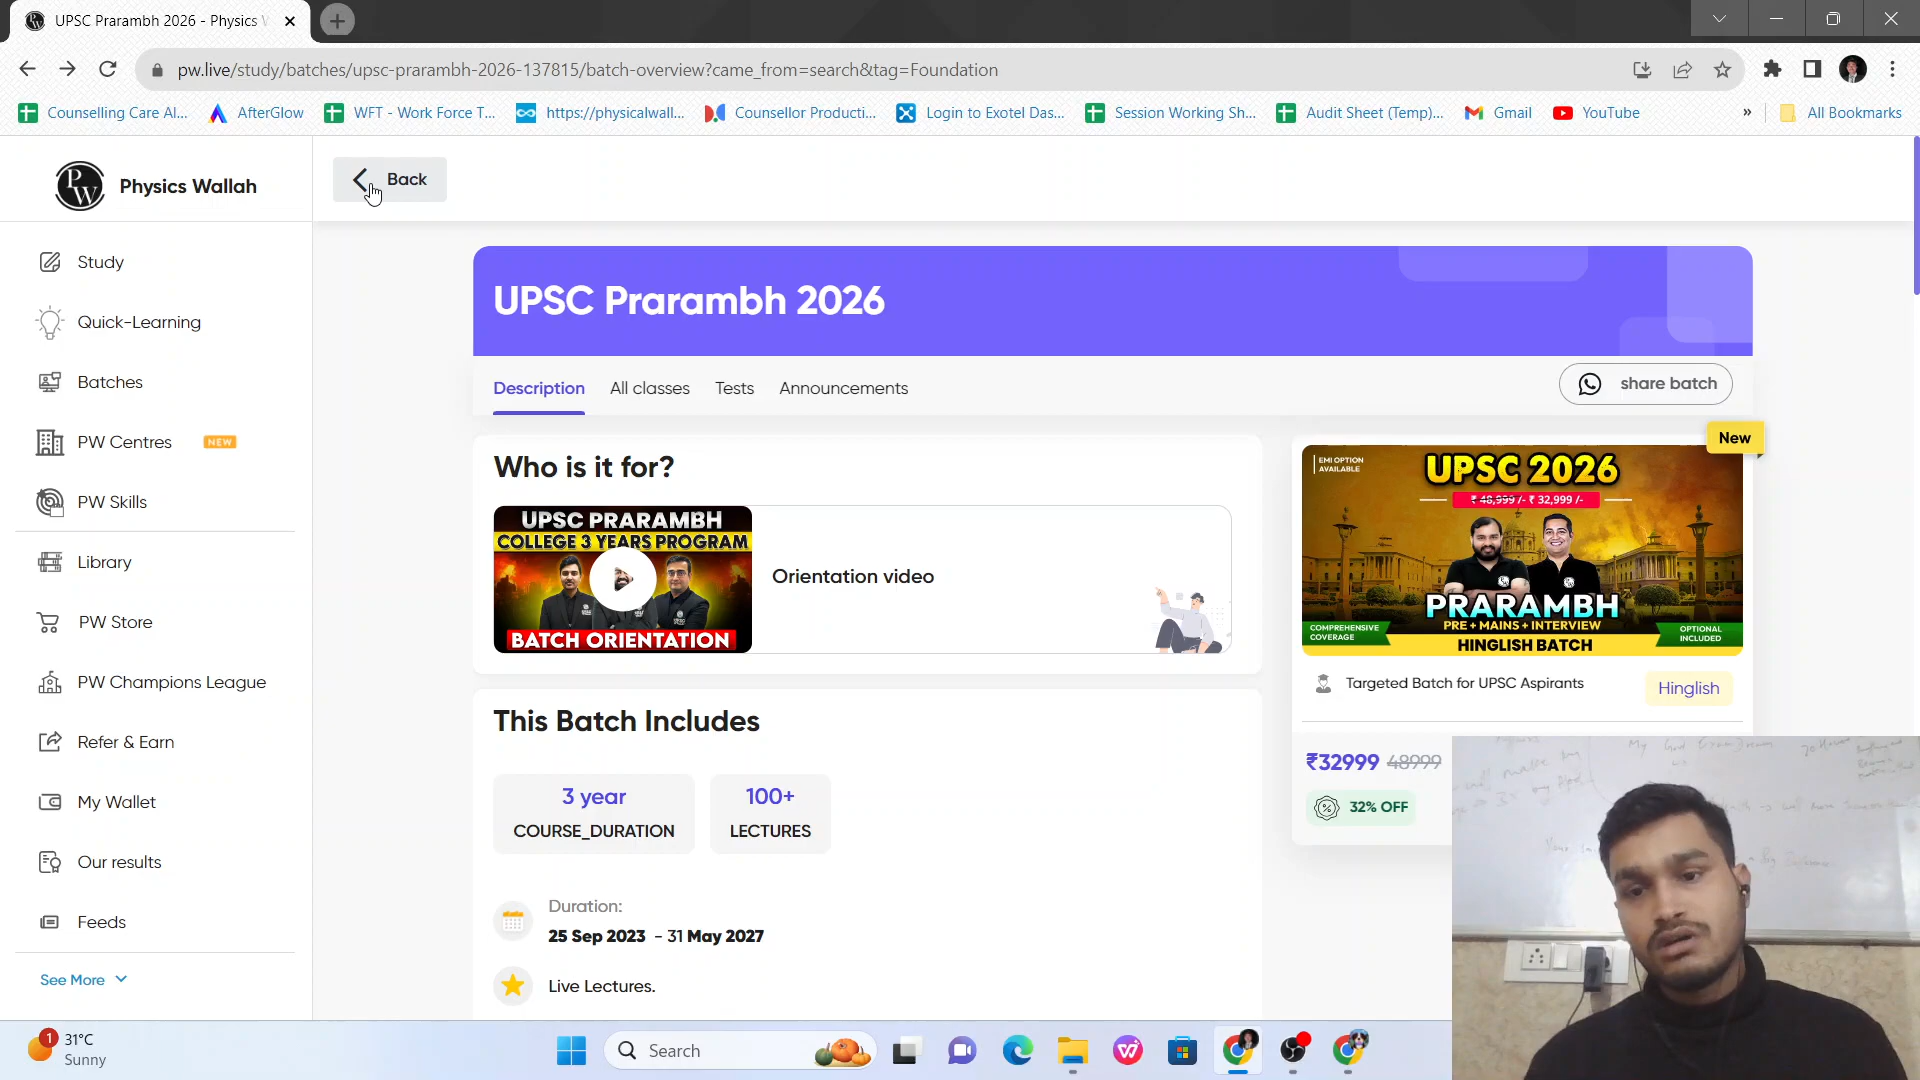 UPSC Prarambh 2026 - Physics W
pw.live/study/batches/upsc-prarambh-2026-137815/batch-overview?came_from=search&tag=Foundation
Counselling Care Al...
AfterGlow
WFT - Work Force T...
https://physicalwall...
Counsellor Producti...
Login to Exotel Das...
Session Working Sh...
Audit Sheet (Temp)...
Gmail
YouTube
»
All Bookmarks
PW
Physics Wallah
Back
Study
Quick-Learning
Batches
PW Centres
NEW
PW Skills
Library
PW Store
PW Champions League
Refer & Earn
My Wallet
Our results
Feeds
See More
UPSC Prarambh 2026
Description
All classes
Tests
Announcements
share batch
Who is it for?
UPSC PRARAMBH
COLLEGE 3 YEARS PROGRAM
BATCH ORIENTATION
Orientation video
This Batch Includes
3 year
COURSE_DURATION
100+
LECTURES
Duration:
25 Sep 2023 - 31 May 2027
Live Lectures.
New
EMI OPTION
AVAILABLE
UPSC 2026
₹ 48,999 /- ₹ 32,999 /-
PRARAMBH
PRE + MAINS + INTERVIEW
HINGLISH BATCH
COMPREHENSIVE
COVERAGE
OPTIONAL
INCLUDED
Targeted Batch for UPSC Aspirants
Hinglish
₹32999 48999
32% OFF
1
31°C
Sunny
Search